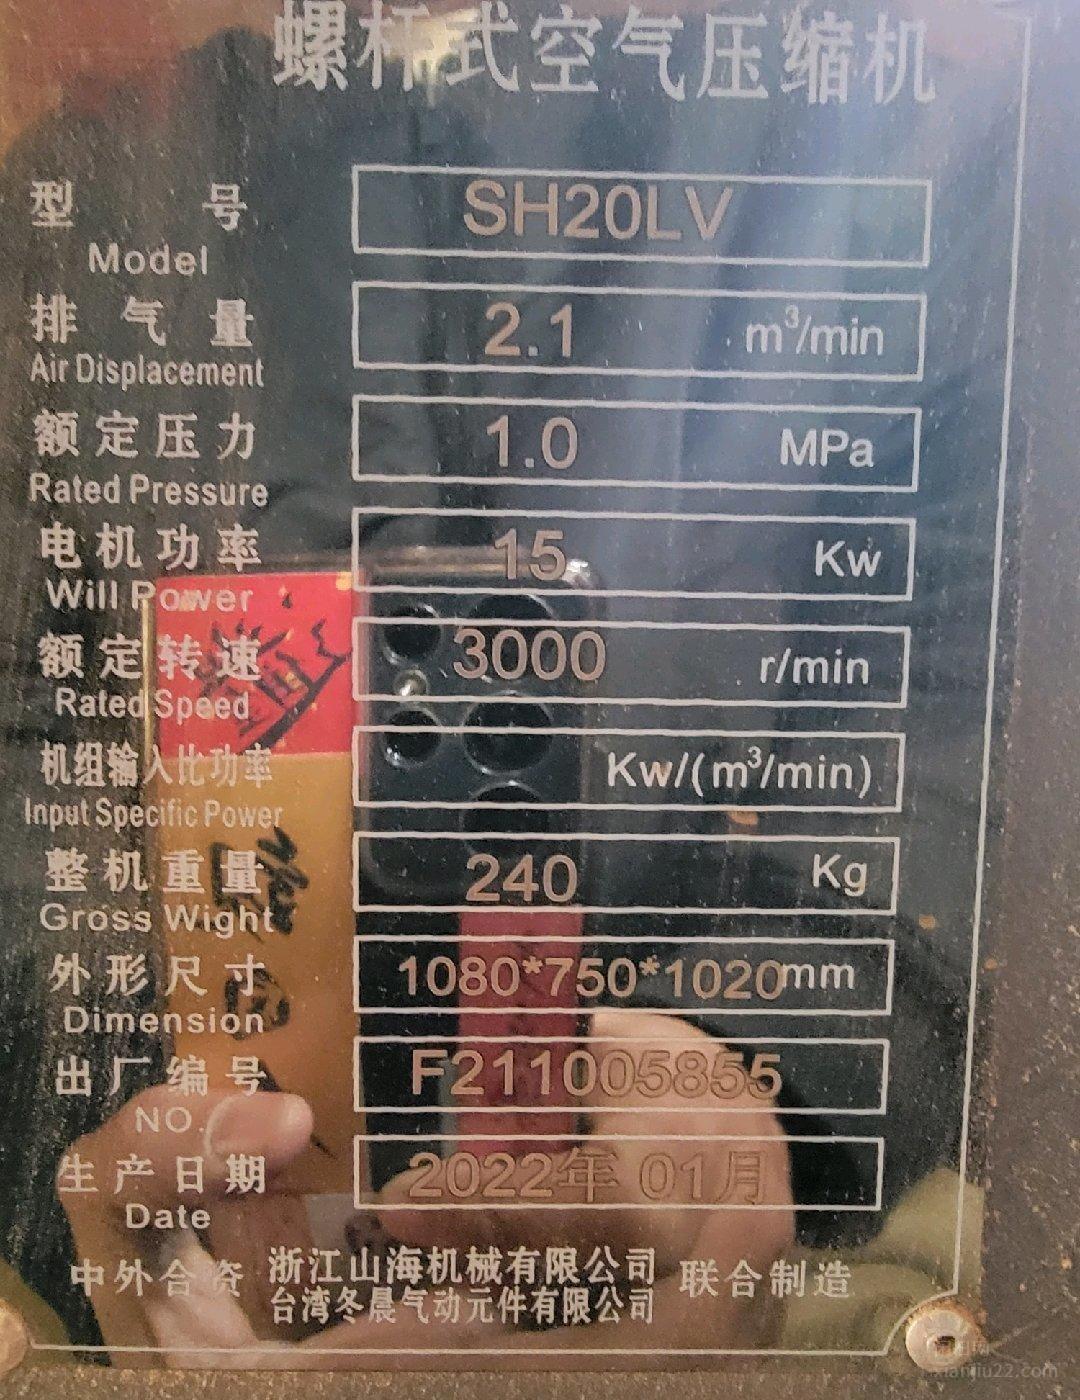 螺杆式空气压缩机
型号 SH20LV
Model
排气量 2.1 m³/min
Air Displacement
额定压力 1.0 MPa
Rated Pressure
电机功率 15 Kw
Will Power
额定转速 3000 r/min
Rated Speed
机组输入比功率 Kw/(m³/min)
Input Specific Power
整机重量 240 Kg
Gross Wight
外形尺寸 1080*750*1020mm
Dimension
出厂编号 F211005855
NO.
生产日期 2022年 01月
Date
中外合资 浙江山海机械有限公司 联合制造
台湾冬晨气动元件有限公司